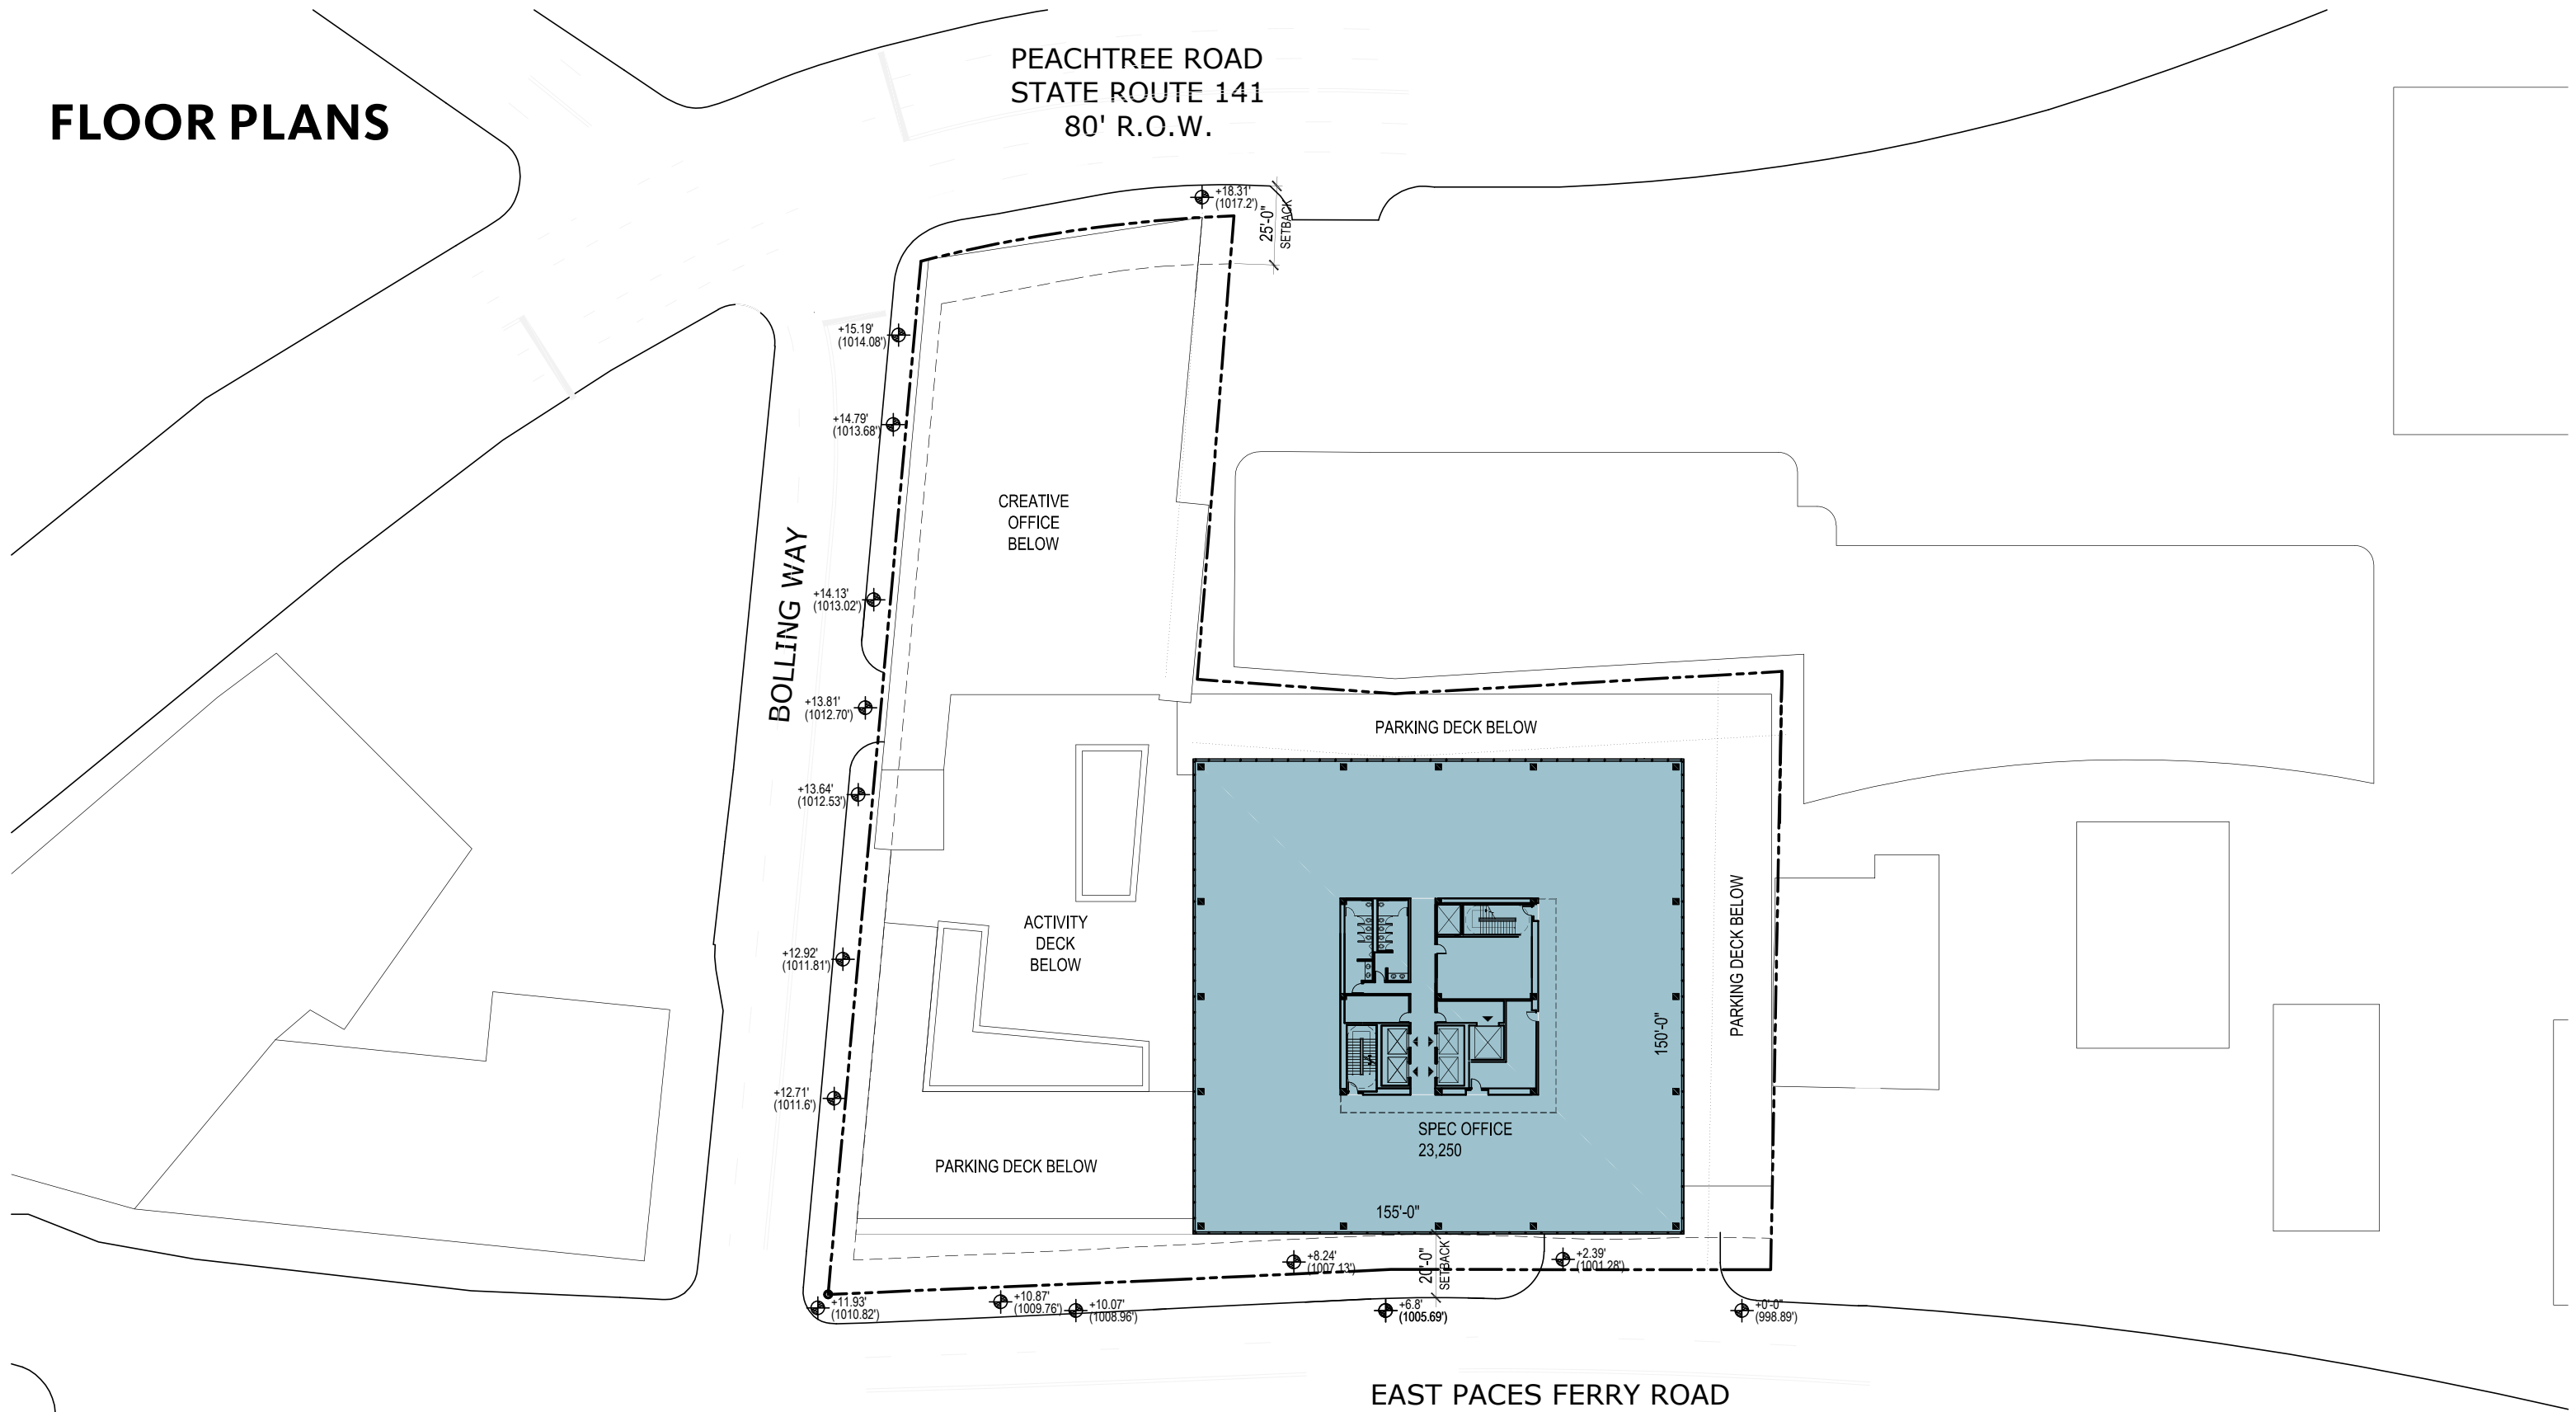 FLOOR PLANS
PEACHTREE ROAD
STATE ROUTE 141
80' R.O.W.
+18.31'
(1017.2')
25'-0"
SETBACK
+15.19'
(1014.08')
+14.79'
(1013.68')
CREATIVE
OFFICE
BELOW
BOLLING WAY
+14.13'
(1013.02')
+13.81'
(1012.70')
PARKING DECK BELOW
+13.64'
(1012.53')
ACTIVITY
DECK
BELOW
PARKING DECK BELOW
+12.92'
(1011.81')
150'-0"
+12.71'
(1011.6')
SPEC OFFICE
23,250
PARKING DECK BELOW
155'-0"
20'-0"
SETBACK
+8.24'
(1007.13')
+2.39'
(1001.28')
+11.93'
(1010.82')
+10.87'
(1009.76')
+10.07'
(1008.96')
+6.8'
(1005.69')
+0'-0"
(998.89')
EAST PACES FERRY ROAD